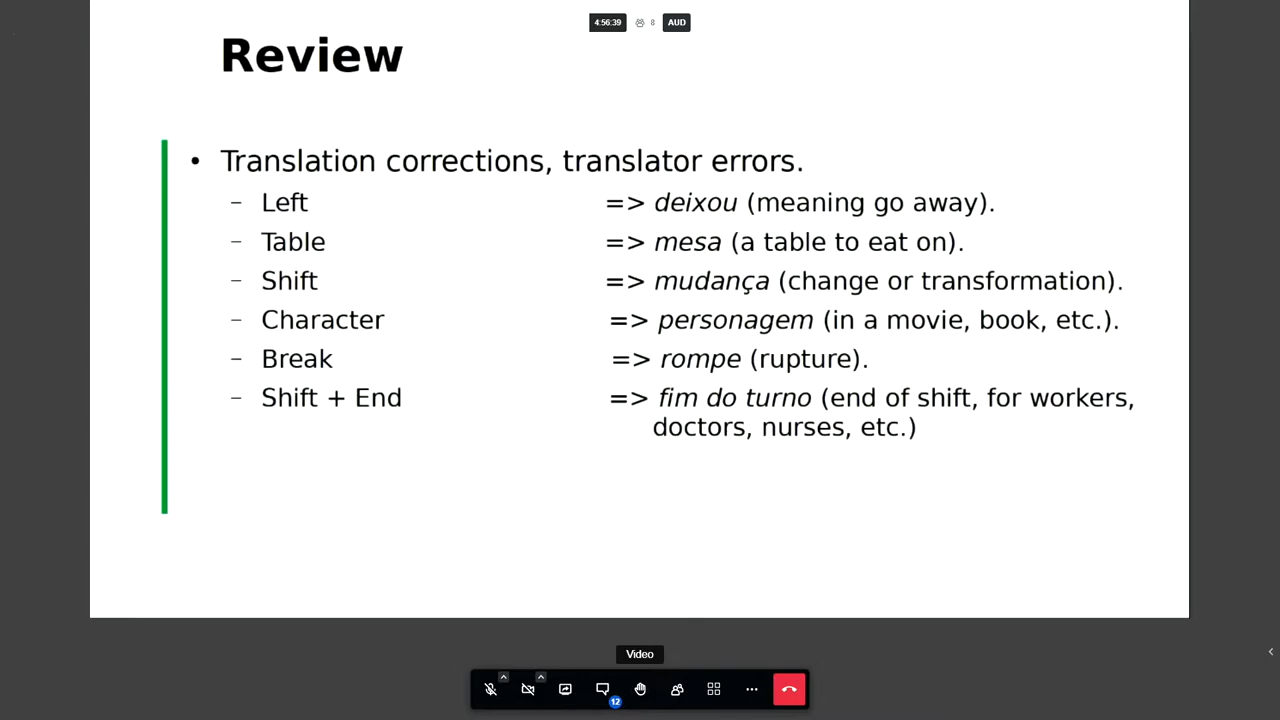 4:56:39 8 AUD
Review
• Translation corrections, translator errors.
– Left => deixou (meaning go away).
– Table => mesa (a table to eat on).
– Shift => mudança (change or transformation).
– Character => personagem (in a movie, book, etc.).
– Break => rompe (rupture).
– Shift + End => fim do turno (end of shift, for workers,
doctors, nurses, etc.)
Video
12